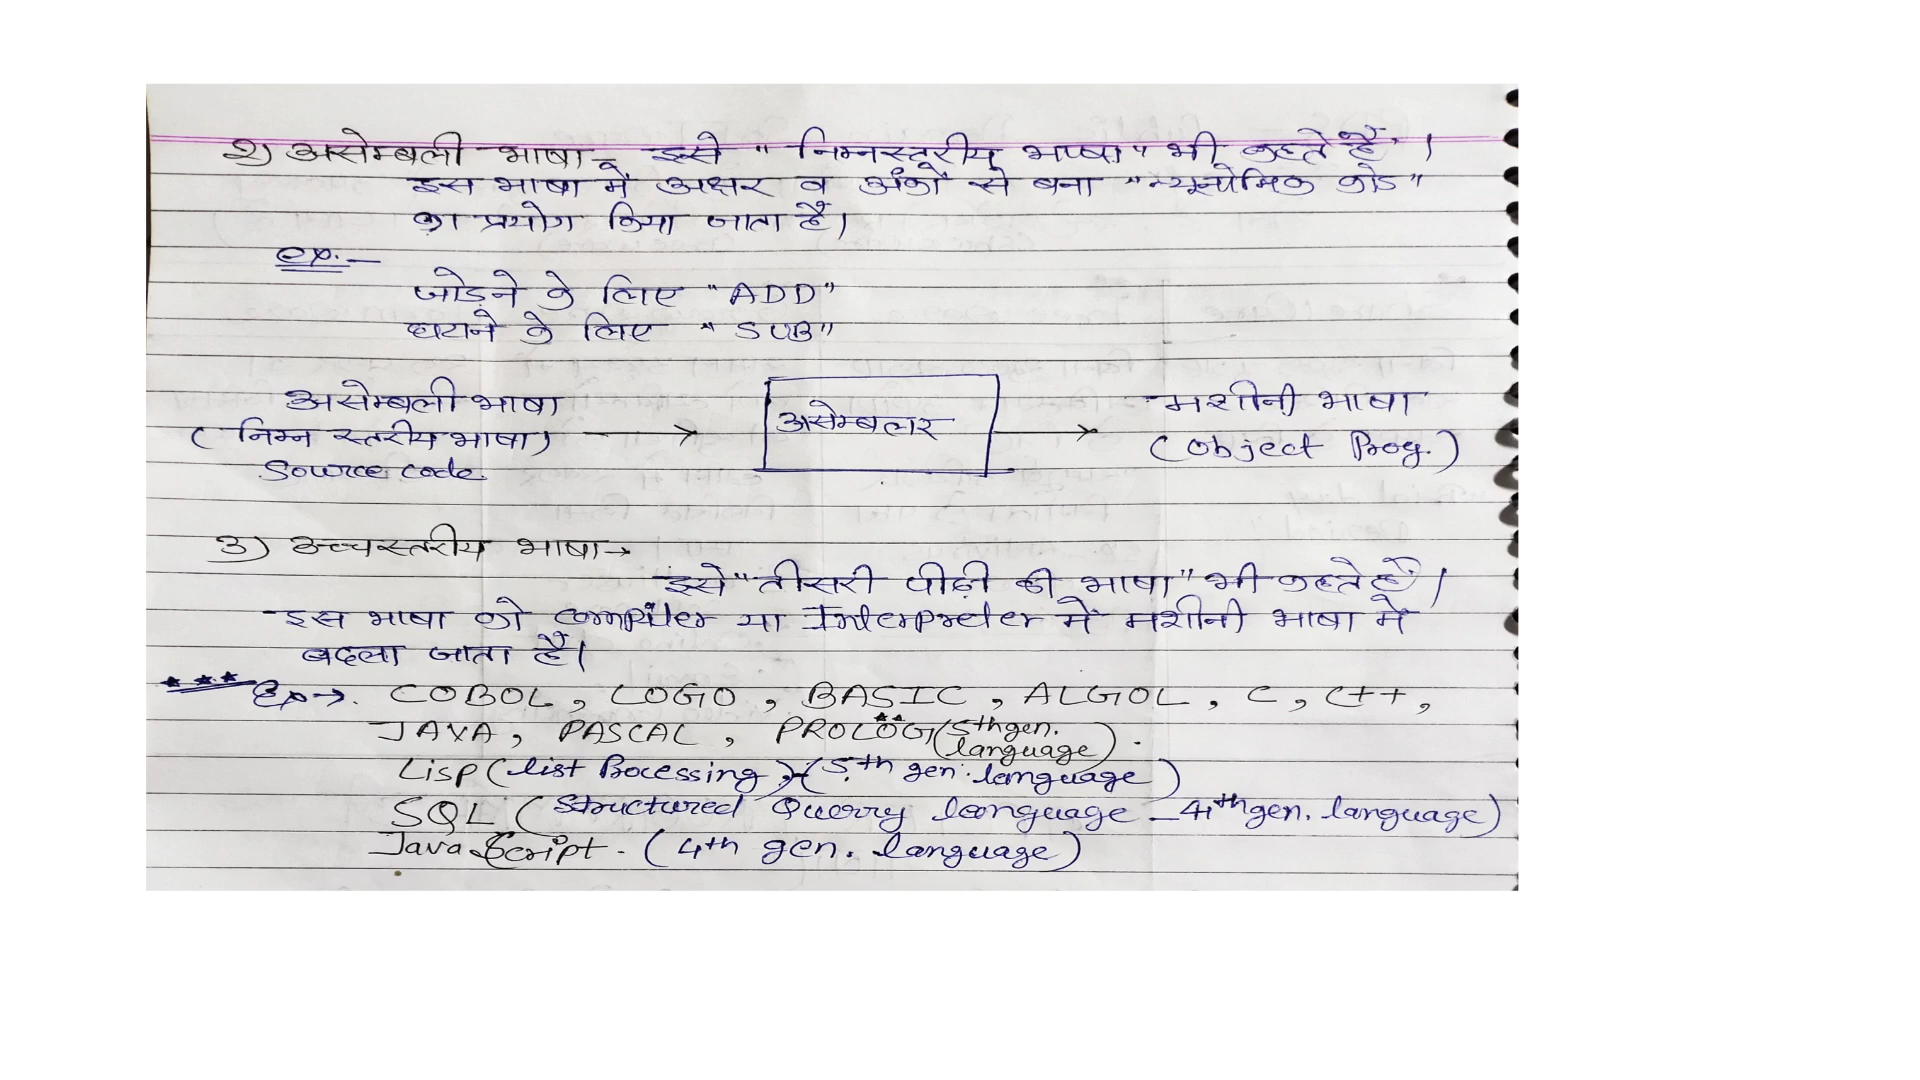 २) असेम्बली भाषा - इसे "निम्नस्तरीय भाषा" भी कहते हैं।
इस भाषा में अक्षर व अंकों से बना "न्यूनोमिक कोड"
का प्रयोग किया जाता हैं।
ex.-
जोड़ने के लिए "ADD"
घटाने के लिए "SUB"
असेम्बली भाषा
(निम्न स्तरीय भाषा) → असेम्बलर →
Source code
मशीनी भाषा
(Object Prog.)
3) उच्चस्तरीय भाषा→
इसे "तीसरी पीढ़ी की भाषा" भी कहते हैं।
इस भाषा को Compiler या Interpreter में मशीनी भाषा में
बदला जाता हैं।
*** Ex→. COBOL, LOGO, BASIC, ALGOL, C, C++,
JAVA, PASCAL, PROLOG (5th gen. language).
Lisp (list Processing)-(5th gen. language)
SQL (Structured Querry language - 4th gen. language)
Java Script - (4th gen. language)